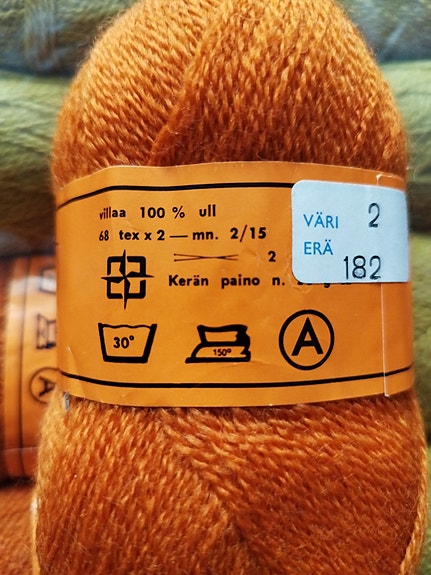 villaa 100 % ull
68 tex x 2 — mn. 2/15
2
Kerän paino n.
VÄRI 2
ERÄ 182
30°
150°
A
A